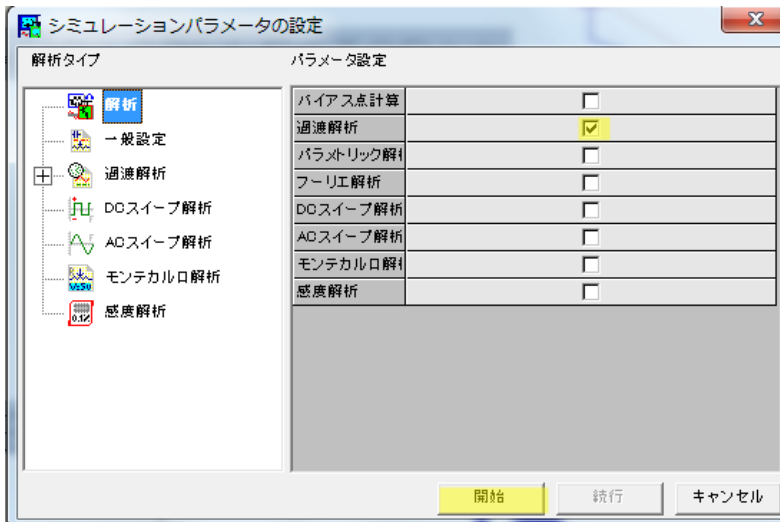 シミュレーションパラメータの設定
解析タイプ
パラメータ設定
解析
一般設定
過渡解析
DCスイープ解析
ACスイープ解析
モンテカルロ解析
感度解析
バイアス点計算
過渡解析
パラメトリック解
フーリエ解析
DCスイープ解析
ACスイープ解析
モンテカルロ解
感度解析
開始
続行
キャンセル